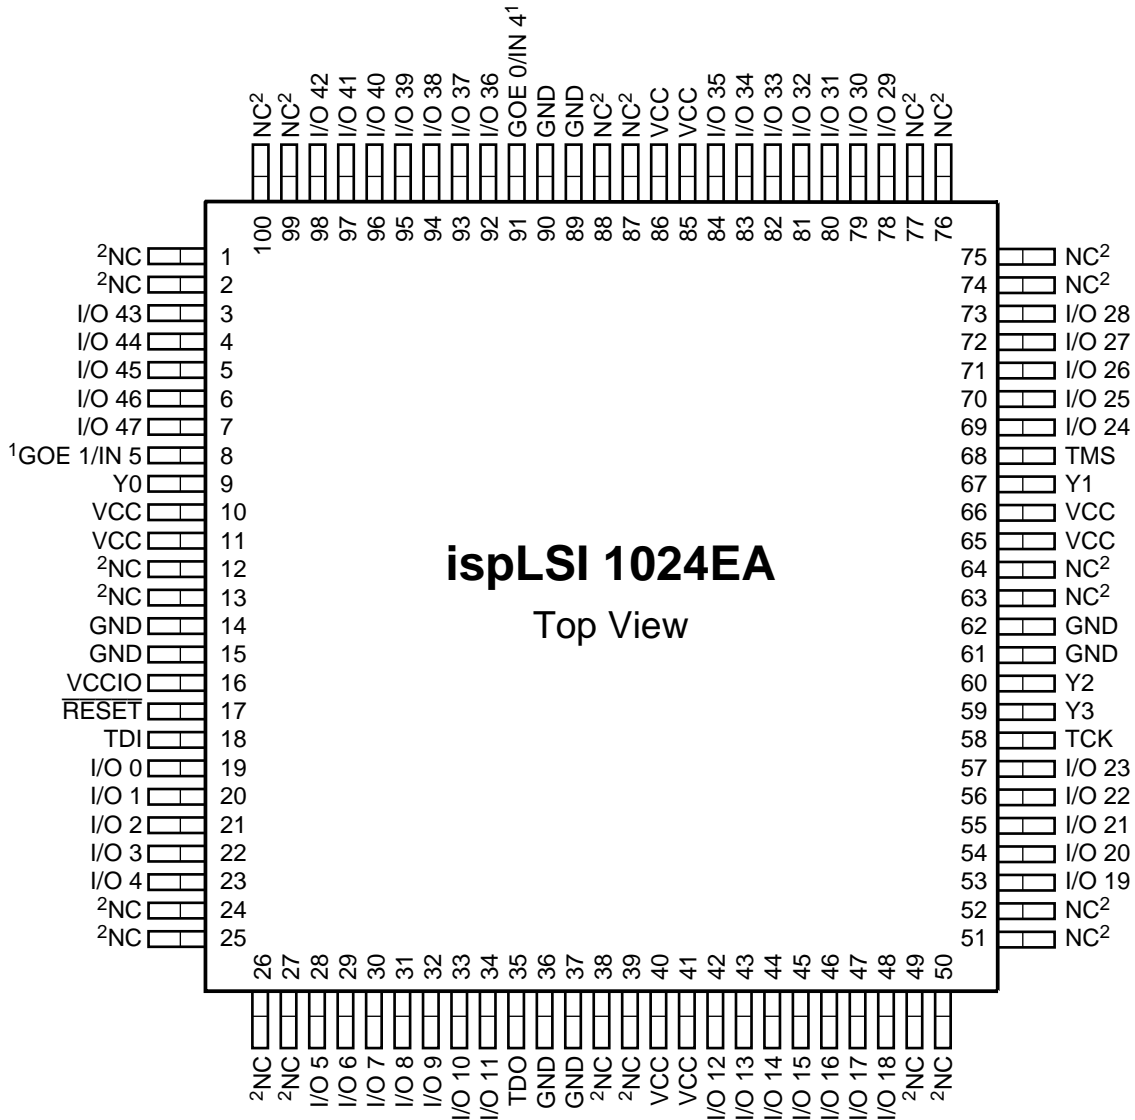 NC² NC² I/O 42 I/O 41 I/O 40 I/O 39 I/O 38 I/O 37 I/O 36 GOE 0/IN 4¹ GND GND NC² NC² VCC VCC I/O 35 I/O 34 I/O 33 I/O 32 I/O 31 I/O 30 I/O 29 NC² NC²
100 99 98 97 96 95 94 93 92 91 90 89 88 87 86 85 84 83 82 81 80 79 78 77 76
²NC 1 75 NC²
²NC 2 74 NC²
I/O 43 3 73 I/O 28
I/O 44 4 72 I/O 27
I/O 45 5 71 I/O 26
I/O 46 6 70 I/O 25
I/O 47 7 69 I/O 24
¹GOE 1/IN 5 8 68 TMS
Y0 9 67 Y1
VCC 10 66 VCC
VCC 11 65 VCC
²NC 12 64 NC²
²NC 13 63 NC²
GND 14 62 GND
GND 15 61 GND
VCCIO 16 60 Y2
RESET 17 59 Y3
TDI 18 58 TCK
I/O 0 19 57 I/O 23
I/O 1 20 56 I/O 22
I/O 2 21 55 I/O 21
I/O 3 22 54 I/O 20
I/O 4 23 53 I/O 19
²NC 24 52 NC²
²NC 25 51 NC²
ispLSI 1024EA
Top View
26 27 28 29 30 31 32 33 34 35 36 37 38 39 40 41 42 43 44 45 46 47 48 49 50
²NC ²NC I/O 5 I/O 6 I/O 7 I/O 8 I/O 9 I/O 10 I/O 11 TDO GND GND ²NC ²NC VCC VCC I/O 12 I/O 13 I/O 14 I/O 15 I/O 16 I/O 17 I/O 18 ²NC ²NC